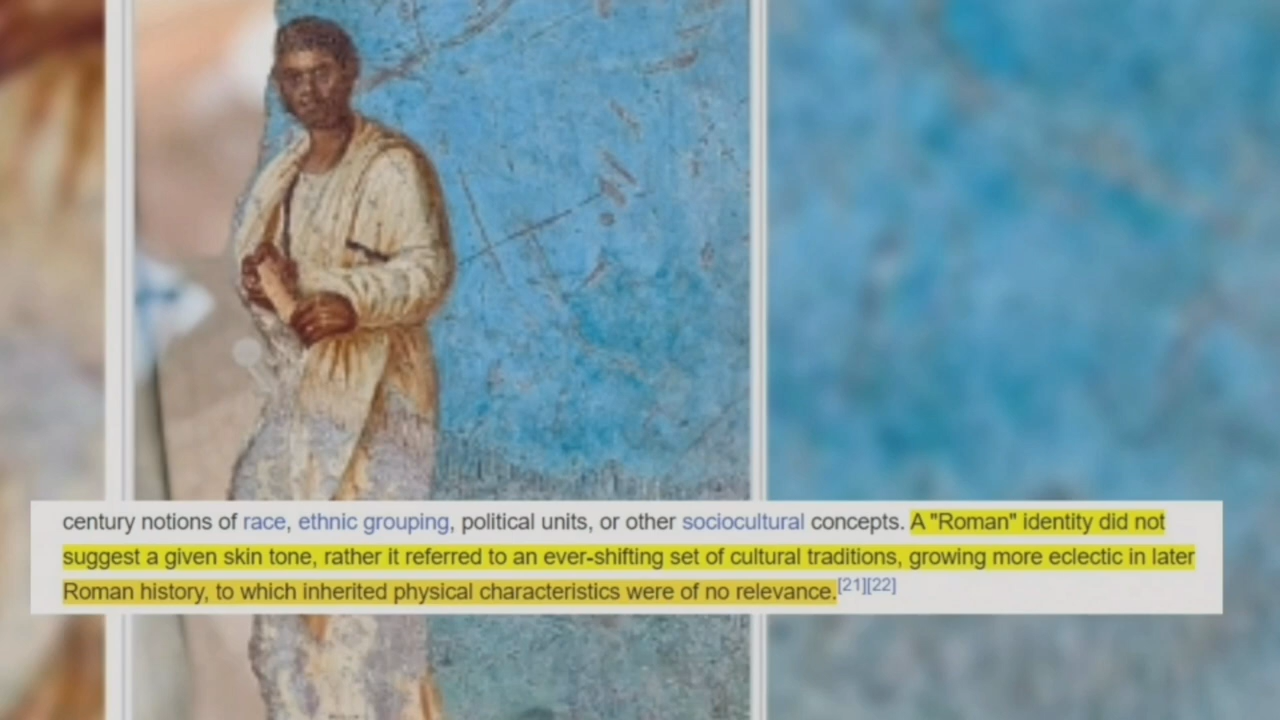 century notions of race, ethnic grouping, political units, or other sociocultural concepts. A "Roman" identity did not
suggest a given skin tone, rather it referred to an ever-shifting set of cultural traditions, growing more eclectic in later
Roman history, to which inherited physical characteristics were of no relevance.[21][22]